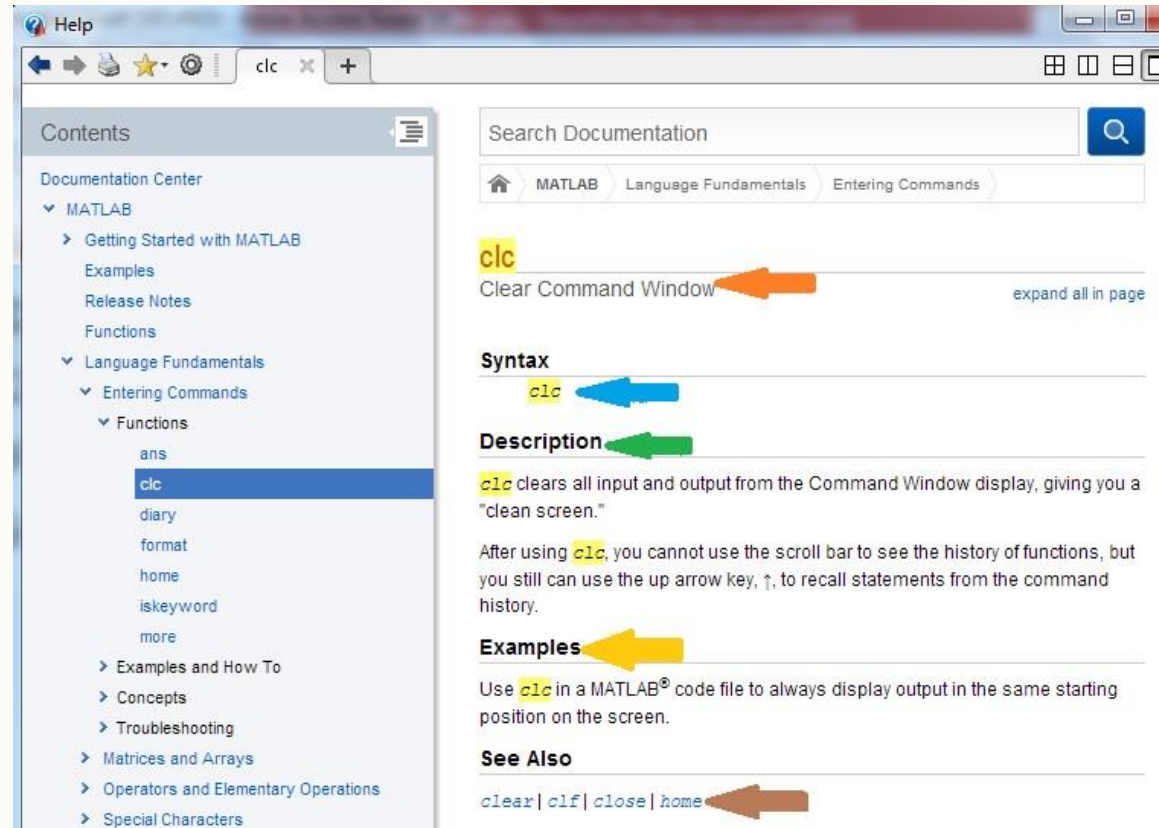 Help
clc
Contents
Documentation Center
MATLAB
Getting Started with MATLAB
Examples
Release Notes
Functions
Language Fundamentals
Entering Commands
Functions
ans
clc
diary
format
home
iskeyword
more
Examples and How To
Concepts
Troubleshooting
Matrices and Arrays
Operators and Elementary Operations
Special Characters
Search Documentation
MATLAB Language Fundamentals Entering Commands
clc
Clear Command Window
expand all in page
Syntax
clc
Description
clc clears all input and output from the Command Window display, giving you a
"clean screen."
After using clc, you cannot use the scroll bar to see the history of functions, but
you still can use the up arrow key, ↑, to recall statements from the command
history.
Examples
Use clc in a MATLAB® code file to always display output in the same starting
position on the screen.
See Also
clear | clf | close | home